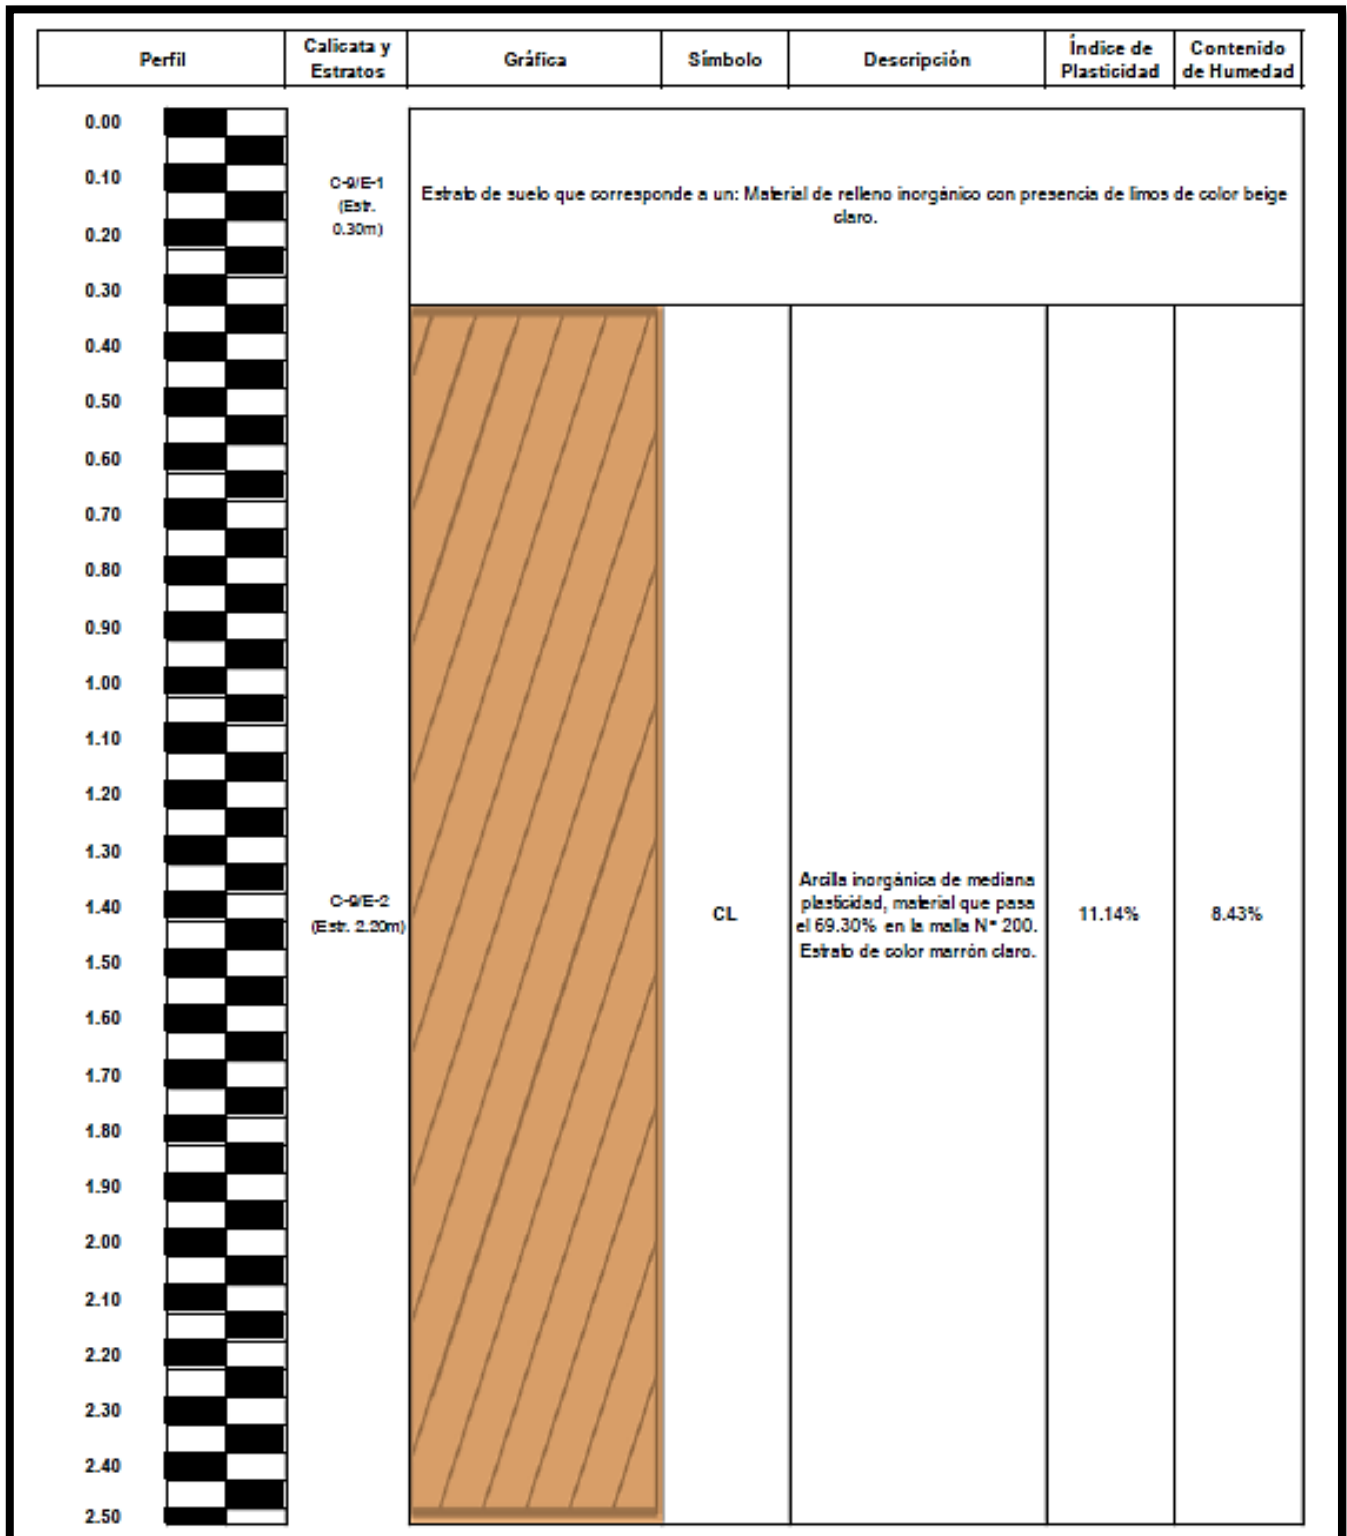 Perfil
Calicata y
Estratos
Gráfica
Símbolo
Descripción
Índice de
Plasticidad
Contenido
de Humedad
0.00
0.10
0.20
0.30
C-9/E-1
(Estr.
0.30m)
Estrato de suelo que corresponde a un: Material de relleno inorgánico con presencia de limos de color beige
claro.
0.40
0.50
0.60
0.70
0.80
0.90
1.00
1.10
1.20
1.30
1.40
1.50
1.60
1.70
1.80
1.90
2.00
2.10
2.20
2.30
2.40
2.50
C-9/E-2
(Estr. 2.20m)
CL
Arcilla inorgánica de mediana
plasticidad, material que pasa
el 69.30% en la malla N° 200.
Estrato de color marrón claro.
11.14%
8.43%